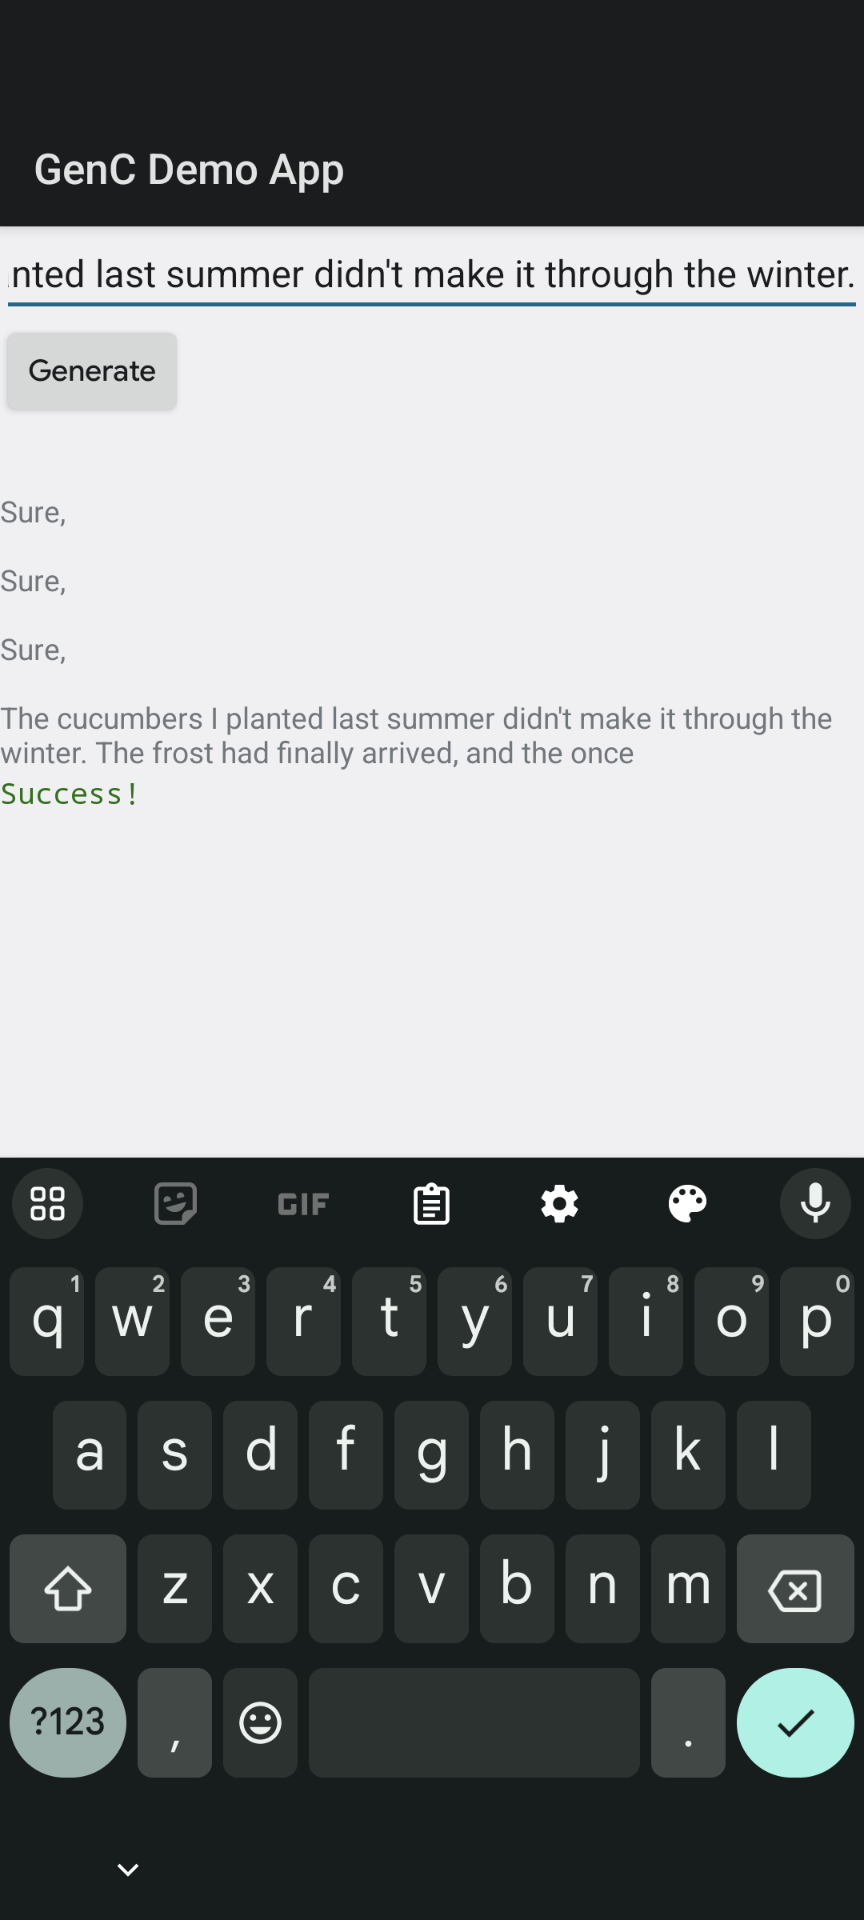 GenC Demo App
nted last summer didn't make it through the winter.
Generate
Sure,
Sure,
Sure,
The cucumbers I planted last summer didn't make it through the
winter. The frost had finally arrived, and the once
Success!
GIF
1 2 3 4 5 6 7 8 9 0
q w e r t y u i o p
a s d f g h j k l
z x c v b n m
?123 , .